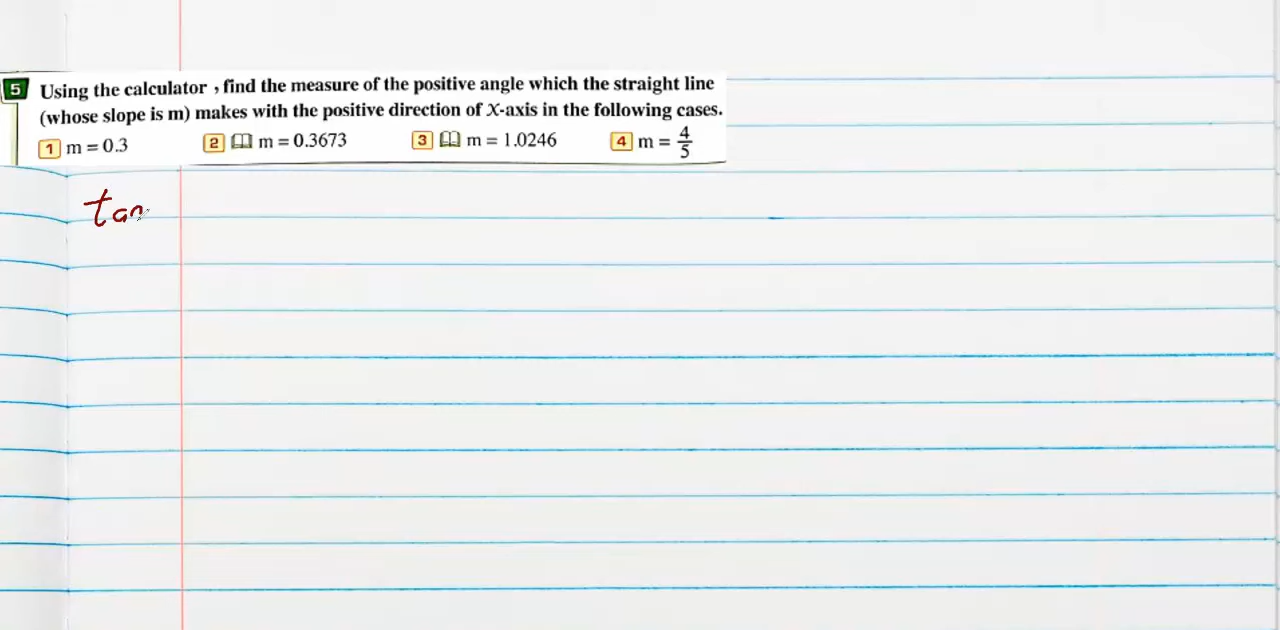 5 Using the calculator , find the measure of the positive angle which the straight line
(whose slope is m) makes with the positive direction of X-axis in the following cases.
1 m = 0.3 2 m = 0.3673 3 m = 1.0246 4 m = 4/5
tan